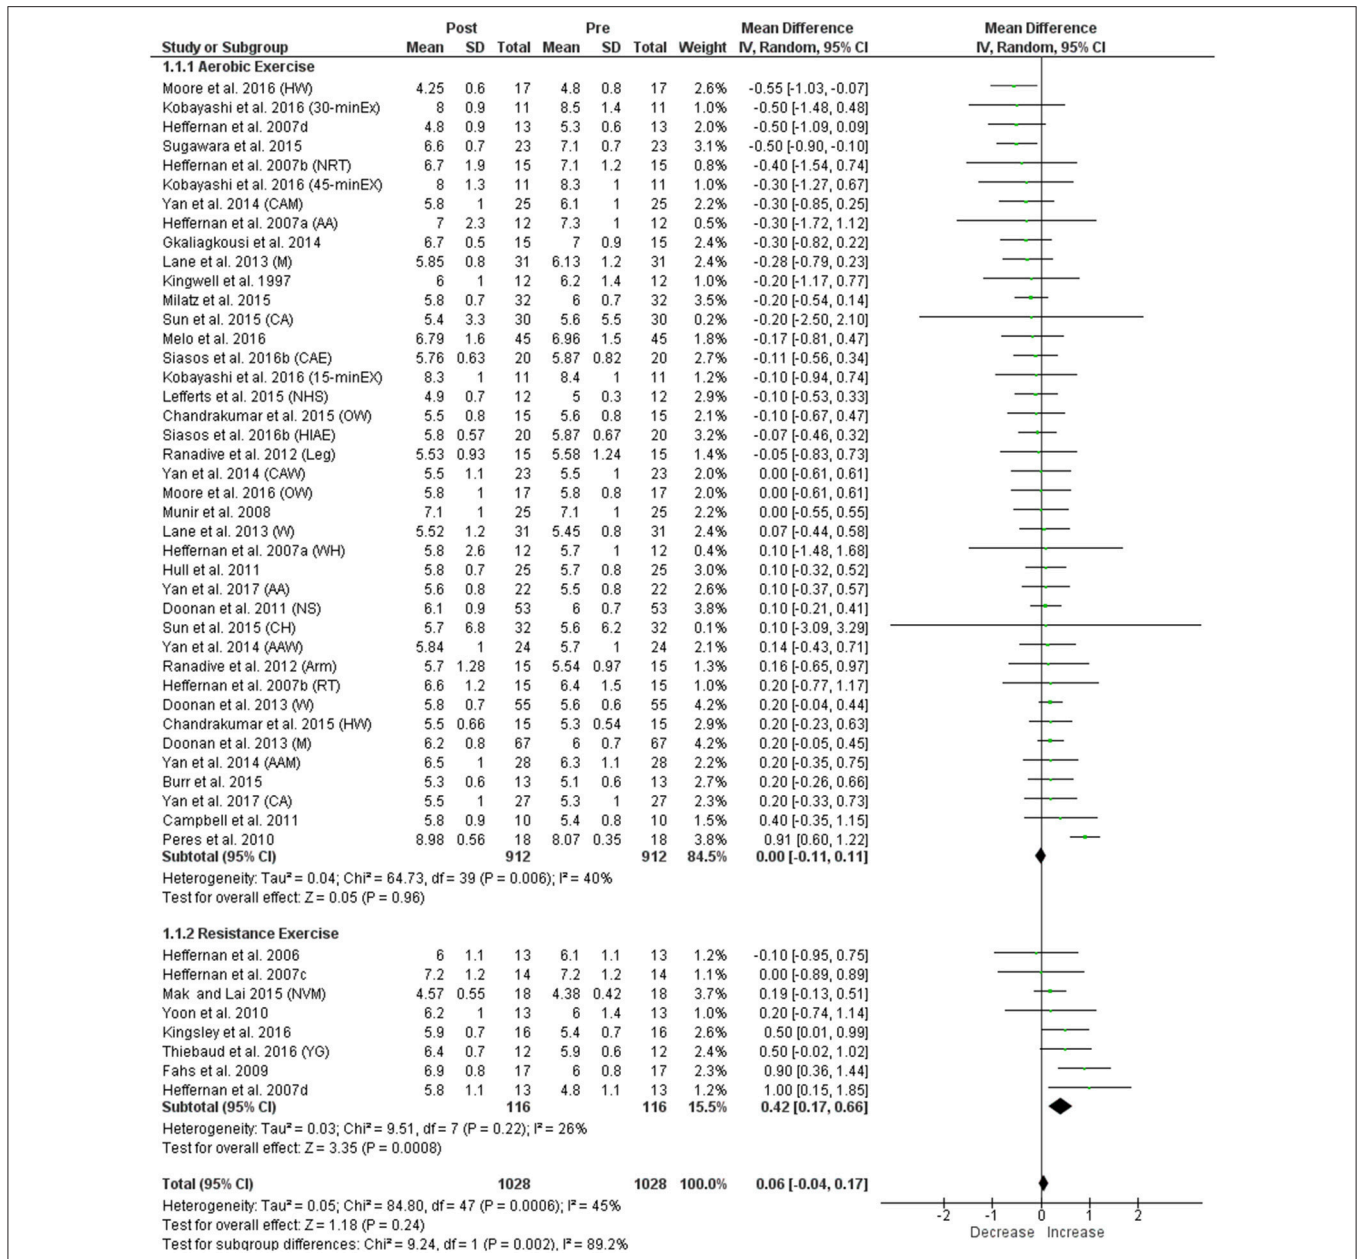 Post Pre Mean Difference Mean Difference
Study or Subgroup Mean SD Total Mean SD Total Weight IV, Random, 95% CI IV, Random, 95% CI
1.1.1 Aerobic Exercise
Moore et al. 2016 (HW) 4.25 0.6 17 4.8 0.8 17 2.6% -0.55 [-1.03, -0.07]
Kobayashi et al. 2016 (30-minEx) 8 0.9 11 8.5 1.4 11 1.0% -0.50 [-1.48, 0.48]
Heffernan et al. 2007d 4.8 0.9 13 5.3 0.6 13 2.0% -0.50 [-1.09, 0.09]
Sugawara et al. 2015 6.6 0.7 23 7.1 0.7 23 3.1% -0.50 [-0.90, -0.10]
Heffernan et al. 2007b (NRT) 6.7 1.9 15 7.1 1.2 15 0.8% -0.40 [-1.54, 0.74]
Kobayashi et al. 2016 (45-minEX) 8 1.3 11 8.3 1 11 1.0% -0.30 [-1.27, 0.67]
Yan et al. 2014 (CAM) 5.8 1 25 6.1 1 25 2.2% -0.30 [-0.85, 0.25]
Heffernan et al. 2007a (AA) 7 2.3 12 7.3 1 12 0.5% -0.30 [-1.72, 1.12]
Gkaliagkousi et al. 2014 6.7 0.5 15 7 0.9 15 2.4% -0.30 [-0.82, 0.22]
Lane et al. 2013 (M) 5.85 0.8 31 6.13 1.2 31 2.4% -0.28 [-0.79, 0.23]
Kingwell et al. 1997 6 1 12 6.2 1.4 12 1.0% -0.20 [-1.17, 0.77]
Milatz et al. 2015 5.8 0.7 32 6 0.7 32 3.5% -0.20 [-0.54, 0.14]
Sun et al. 2015 (CA) 5.4 3.3 30 5.6 5.5 30 0.2% -0.20 [-2.50, 2.10]
Melo et al. 2016 6.79 1.6 45 6.96 1.5 45 1.8% -0.17 [-0.81, 0.47]
Siasos et al. 2016b (CAE) 5.76 0.63 20 5.87 0.82 20 2.7% -0.11 [-0.56, 0.34]
Kobayashi et al. 2016 (15-minEX) 8.3 1 11 8.4 1 11 1.2% -0.10 [-0.94, 0.74]
Lefferts et al. 2015 (NHS) 4.9 0.7 12 5 0.3 12 2.9% -0.10 [-0.53, 0.33]
Chandrakumar et al. 2015 (OW) 5.5 0.8 15 5.6 0.8 15 2.1% -0.10 [-0.67, 0.47]
Siasos et al. 2016b (HIAE) 5.8 0.57 20 5.87 0.67 20 3.2% -0.07 [-0.46, 0.32]
Ranadive et al. 2012 (Leg) 5.53 0.93 15 5.58 1.24 15 1.4% -0.05 [-0.83, 0.73]
Yan et al. 2014 (CAW) 5.5 1.1 23 5.5 1 23 2.0% 0.00 [-0.61, 0.61]
Moore et al. 2016 (OW) 5.8 1 17 5.8 0.8 17 2.0% 0.00 [-0.61, 0.61]
Munir et al. 2008 7.1 1 25 7.1 1 25 2.2% 0.00 [-0.55, 0.55]
Lane et al. 2013 (W) 5.52 1.2 31 5.45 0.8 31 2.4% 0.07 [-0.44, 0.58]
Heffernan et al. 2007a (WH) 5.8 2.6 12 5.7 1 12 0.4% 0.10 [-1.48, 1.68]
Hull et al. 2011 5.8 0.7 25 5.7 0.8 25 3.0% 0.10 [-0.32, 0.52]
Yan et al. 2017 (AA) 5.6 0.8 22 5.5 0.8 22 2.6% 0.10 [-0.37, 0.57]
Doonan et al. 2011 (NS) 6.1 0.9 53 6 0.7 53 3.8% 0.10 [-0.21, 0.41]
Sun et al. 2015 (CH) 5.7 6.8 32 5.6 6.2 32 0.1% 0.10 [-3.09, 3.29]
Yan et al. 2014 (AAW) 5.84 1 24 5.7 1 24 2.2% 0.14 [-0.43, 0.71]
Ranadive et al. 2012 (Arm) 5.7 1.28 15 5.54 0.97 15 1.3% 0.16 [-0.65, 0.97]
Heffernan et al. 2007b (RT) 6.6 1.2 15 6.4 1.5 15 1.0% 0.20 [-0.77, 1.17]
Doonan et al. 2013 (W) 5.8 0.7 55 5.6 0.6 55 4.2% 0.20 [-0.04, 0.44]
Chandrakumar et al. 2015 (HW) 5.5 0.66 15 5.3 0.54 15 2.9% 0.20 [-0.23, 0.63]
Doonan et al. 2013 (M) 6.2 0.8 67 6 0.7 67 4.2% 0.20 [-0.05, 0.45]
Yan et al. 2014 (AAM) 6.5 1 28 6.3 1.1 28 2.2% 0.20 [-0.35, 0.75]
Burr et al. 2015 5.3 0.6 13 5.1 0.6 13 2.7% 0.20 [-0.26, 0.66]
Yan et al. 2017 (CA) 5.5 1 27 5.3 1 27 2.3% 0.20 [-0.33, 0.73]
Campbell et al. 2011 5.8 0.9 10 5.4 0.8 10 1.5% 0.40 [-0.35, 1.15]
Peres et al. 2010 8.98 0.56 18 8.07 0.35 18 3.8% 0.91 [0.60, 1.22]
Subtotal (95% CI) 912 912 84.5% 0.00 [-0.11, 0.11]
Heterogeneity: Tau² = 0.04; Chi² = 64.73, df = 39 (P = 0.006); I² = 40%
Test for overall effect: Z = 0.05 (P = 0.96)
1.1.2 Resistance Exercise
Heffernan et al. 2006 6 1.1 13 6.1 1.1 13 1.2% -0.10 [-0.95, 0.75]
Heffernan et al. 2007c 7.2 1.2 14 7.2 1.2 14 1.1% 0.00 [-0.89, 0.89]
Mak and Lai 2015 (NVM) 4.57 0.55 18 4.38 0.42 18 3.7% 0.19 [-0.13, 0.51]
Yoon et al. 2010 6.2 1 13 6 1.4 13 1.0% 0.20 [-0.74, 1.14]
Kingsley et al. 2016 5.9 0.7 16 5.4 0.7 16 2.6% 0.50 [0.01, 0.99]
Thiebaud et al. 2016 (YG) 6.4 0.7 12 5.9 0.6 12 2.4% 0.50 [-0.02, 1.02]
Fahs et al. 2009 6.9 0.8 17 6 0.8 17 2.3% 0.90 [0.36, 1.44]
Heffernan et al. 2007d 5.8 1.1 13 4.8 1.1 13 1.2% 1.00 [0.15, 1.85]
Subtotal (95% CI) 116 116 15.5% 0.42 [0.17, 0.66]
Heterogeneity: Tau² = 0.03; Chi² = 9.51, df = 7 (P = 0.22); I² = 26%
Test for overall effect: Z = 3.35 (P = 0.0008)
Total (95% CI) 1028 1028 100.0% 0.06 [-0.04, 0.17]
Heterogeneity: Tau² = 0.05; Chi² = 84.80, df = 47 (P = 0.0006); I² = 45%
Test for overall effect: Z = 1.18 (P = 0.24)
Test for subgroup differences: Chi² = 9.24, df = 1 (P = 0.002), I² = 89.2%
-2 -1 0 1 2
Decrease Increase